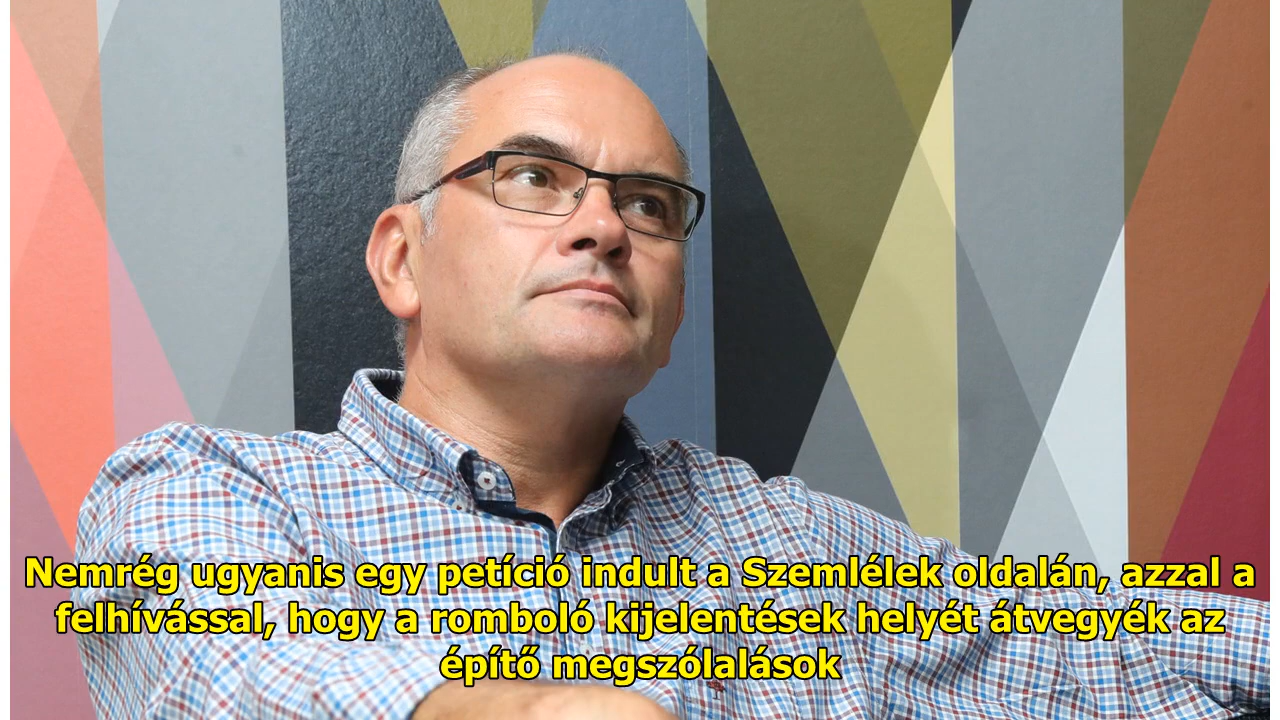 Nemrég ugyanis egy petíció indult a Szemlélek oldalán, azzal a
felhívással, hogy a romboló kijelentések helyét átvegyék az
építő megszólalások